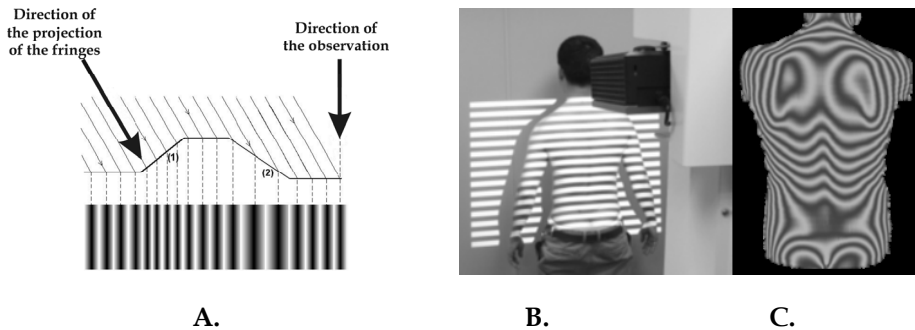 Direction of
the projection
of the fringes
Direction of
the observation
(1)
(2)
A.
B.
C.